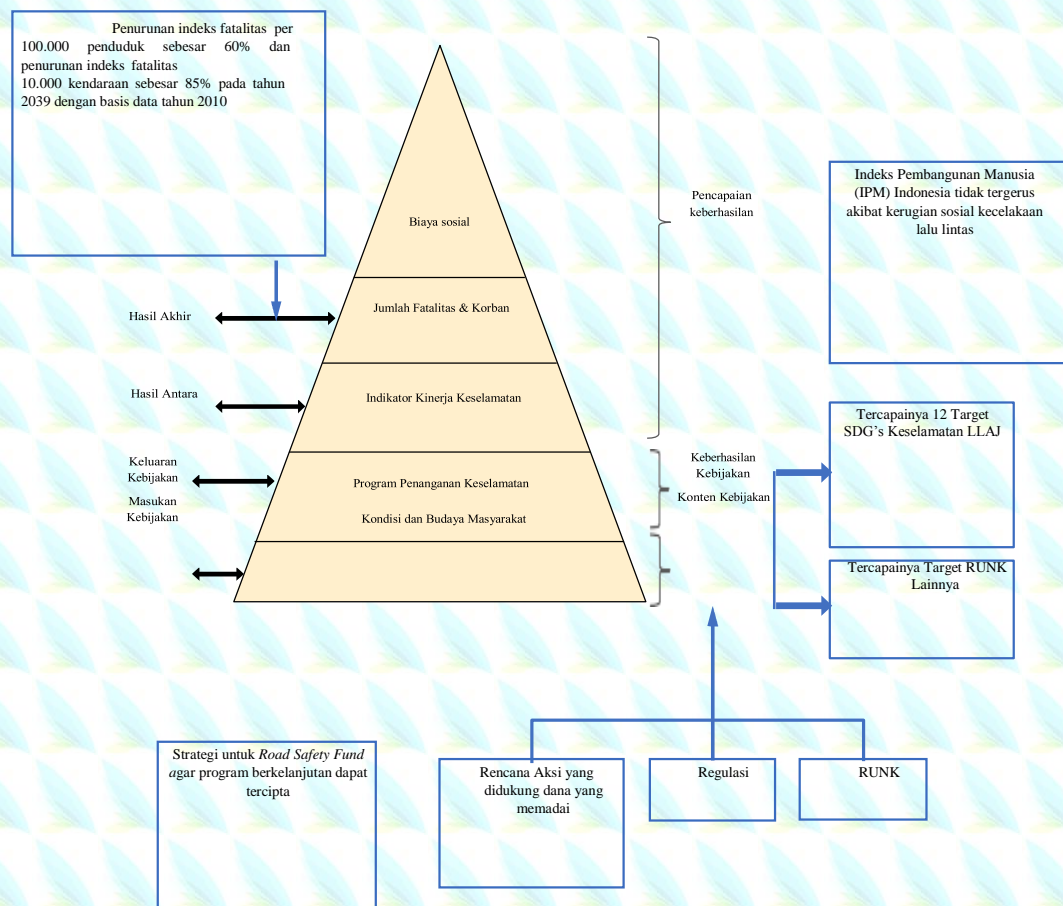 Penurunan indeks fatalitas per
100.000 penduduk sebesar 60% dan
penurunan indeks fatalitas
10.000 kendaraan sebesar 85% pada tahun
2039 dengan basis data tahun 2010
Biaya sosial
Jumlah Fatalitas & Korban
Indikator Kinerja Keselamatan
Program Penanganan Keselamatan
Kondisi dan Budaya Masyarakat
Hasil Akhir
Hasil Antara
Keluaran
Kebijakan
Masukan
Kebijakan
Pencapaian
keberhasilan
Keberhasilan
Kebijakan
Konten Kebijakan
Indeks Pembangunan Manusia
(IPM) Indonesia tidak tergerus
akibat kerugian sosial kecelakaan
lalu lintas
Tercapainya 12 Target
SDG's Keselamatan LLAJ
Tercapainya Target RUNK
Lainnya
Strategi untuk Road Safety Fund
agar program berkelanjutan dapat
tercipta
Rencana Aksi yang
didukung dana yang
memadai
Regulasi
RUNK